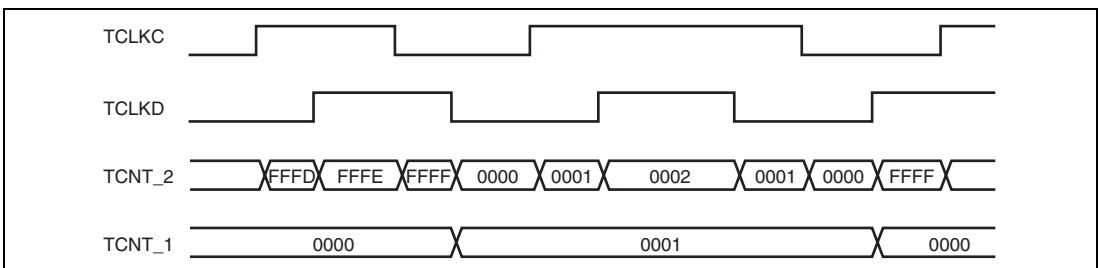 TCLKC
TCLKD
TCNT_2 FFFD FFFE FFFF 0000 0001 0002 0001 0000 FFFF
TCNT_1 0000 0001 0000